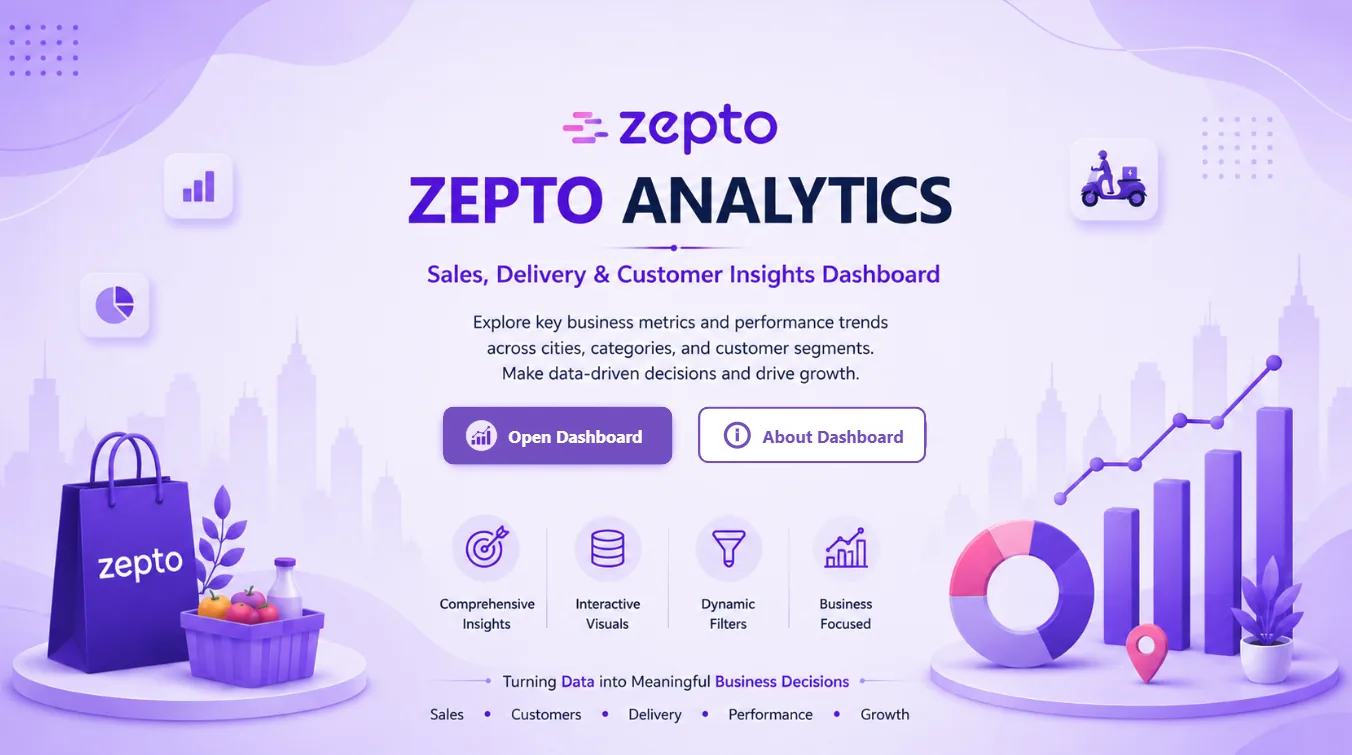 zepto
ZEPTO ANALYTICS
Sales, Delivery & Customer Insights Dashboard
Explore key business metrics and performance trends
across cities, categories, and customer segments.
Make data-driven decisions and drive growth.
Open Dashboard
About Dashboard
zepto
Comprehensive
Insights
Interactive
Visuals
Dynamic
Filters
Business
Focused
Turning Data into Meaningful Business Decisions
Sales • Customers • Delivery • Performance • Growth